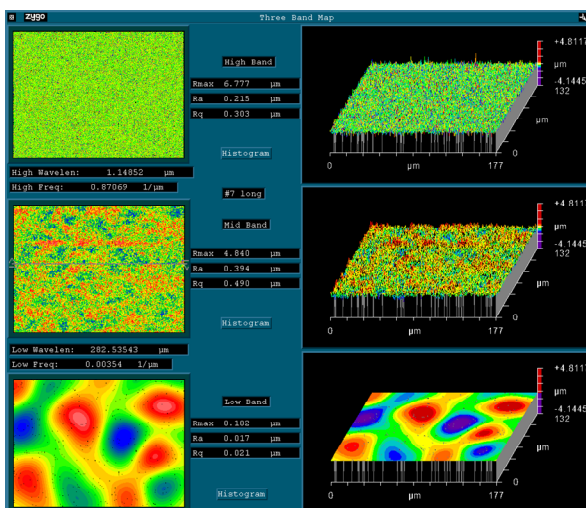 zygo
Three Band Map
High Band
Rmax 6.777 µm
Ra 0.215 µm
Rq 0.303 µm
Histogram
High Wavelen: 1.14852 µm
High Freq: 0.87069 1/µm
+4.8117
µm
-4.1445
132
µm
0
0 µm 177
#7 long
Mid Band
Rmax 4.840 µm
Ra 0.394 µm
Rq 0.490 µm
Histogram
Low Wavelen: 282.53543 µm
Low Freq: 0.00354 1/µm
+4.8117
µm
-4.1445
132
µm
0
0 µm 177
Low Band
Rmax 0.102 µm
Ra 0.017 µm
Rq 0.021 µm
Histogram
+4.8117
µm
-4.1445
132
µm
0
0 µm 177